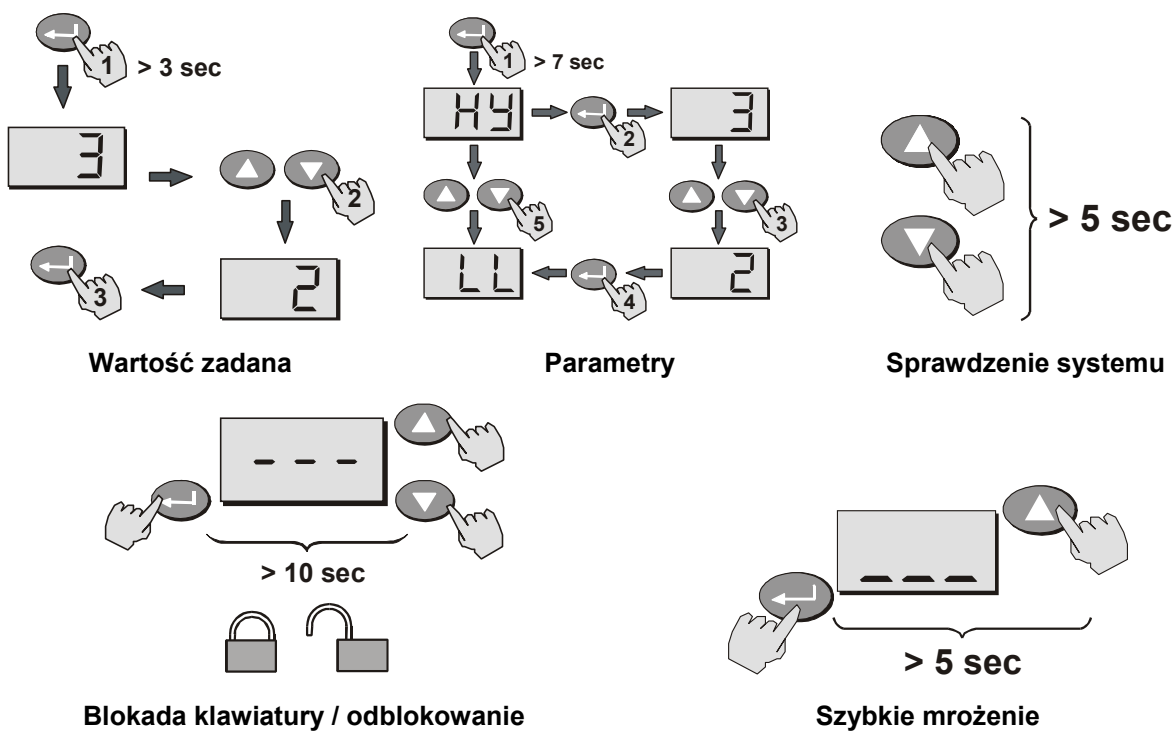 1 > 3 sec
3
2
2
3
Wartość zadana
1 > 7 sec
HY
2
3
5
3
LL
4
2
Parametry
> 5 sec
Sprawdzenie systemu
- - -
> 10 sec
Blokada klawiatury / odblokowanie
_ _ _
> 5 sec
Szybkie mrożenie